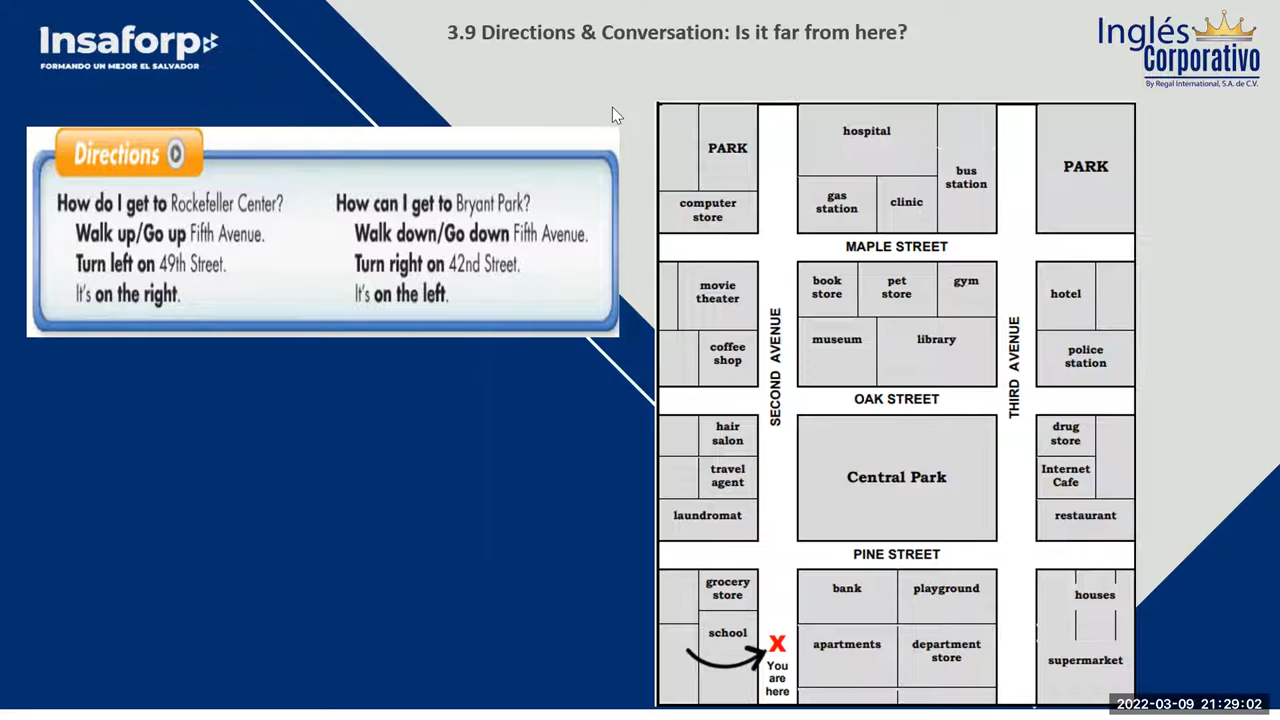 Insaforp
FORMANDO UN MEJOR EL SALVADOR
3.9 Directions & Conversation: Is it far from here?
Inglés
Corporativo
By Regal International, S.A. de C.V.
Directions
How do I get to Rockefeller Center?
Walk up/Go up Fifth Avenue.
Turn left on 49th Street.
It's on the right.
How can I get to Bryant Park?
Walk down/Go down Fifth Avenue.
Turn right on 42nd Street.
It's on the left.
PARK
hospital
bus
station
PARK
computer
store
gas
station
clinic
MAPLE STREET
movie
theater
book
store
pet
store
gym
hotel
coffee
shop
museum
library
police
station
SECOND AVENUE
THIRD AVENUE
OAK STREET
hair
salon
travel
agent
laundromat
Central Park
drug
store
Internet
Cafe
restaurant
PINE STREET
grocery
store
bank
playground
houses
school
X
You
are
here
apartments
department
store
supermarket
2022-03-09 21:29:02